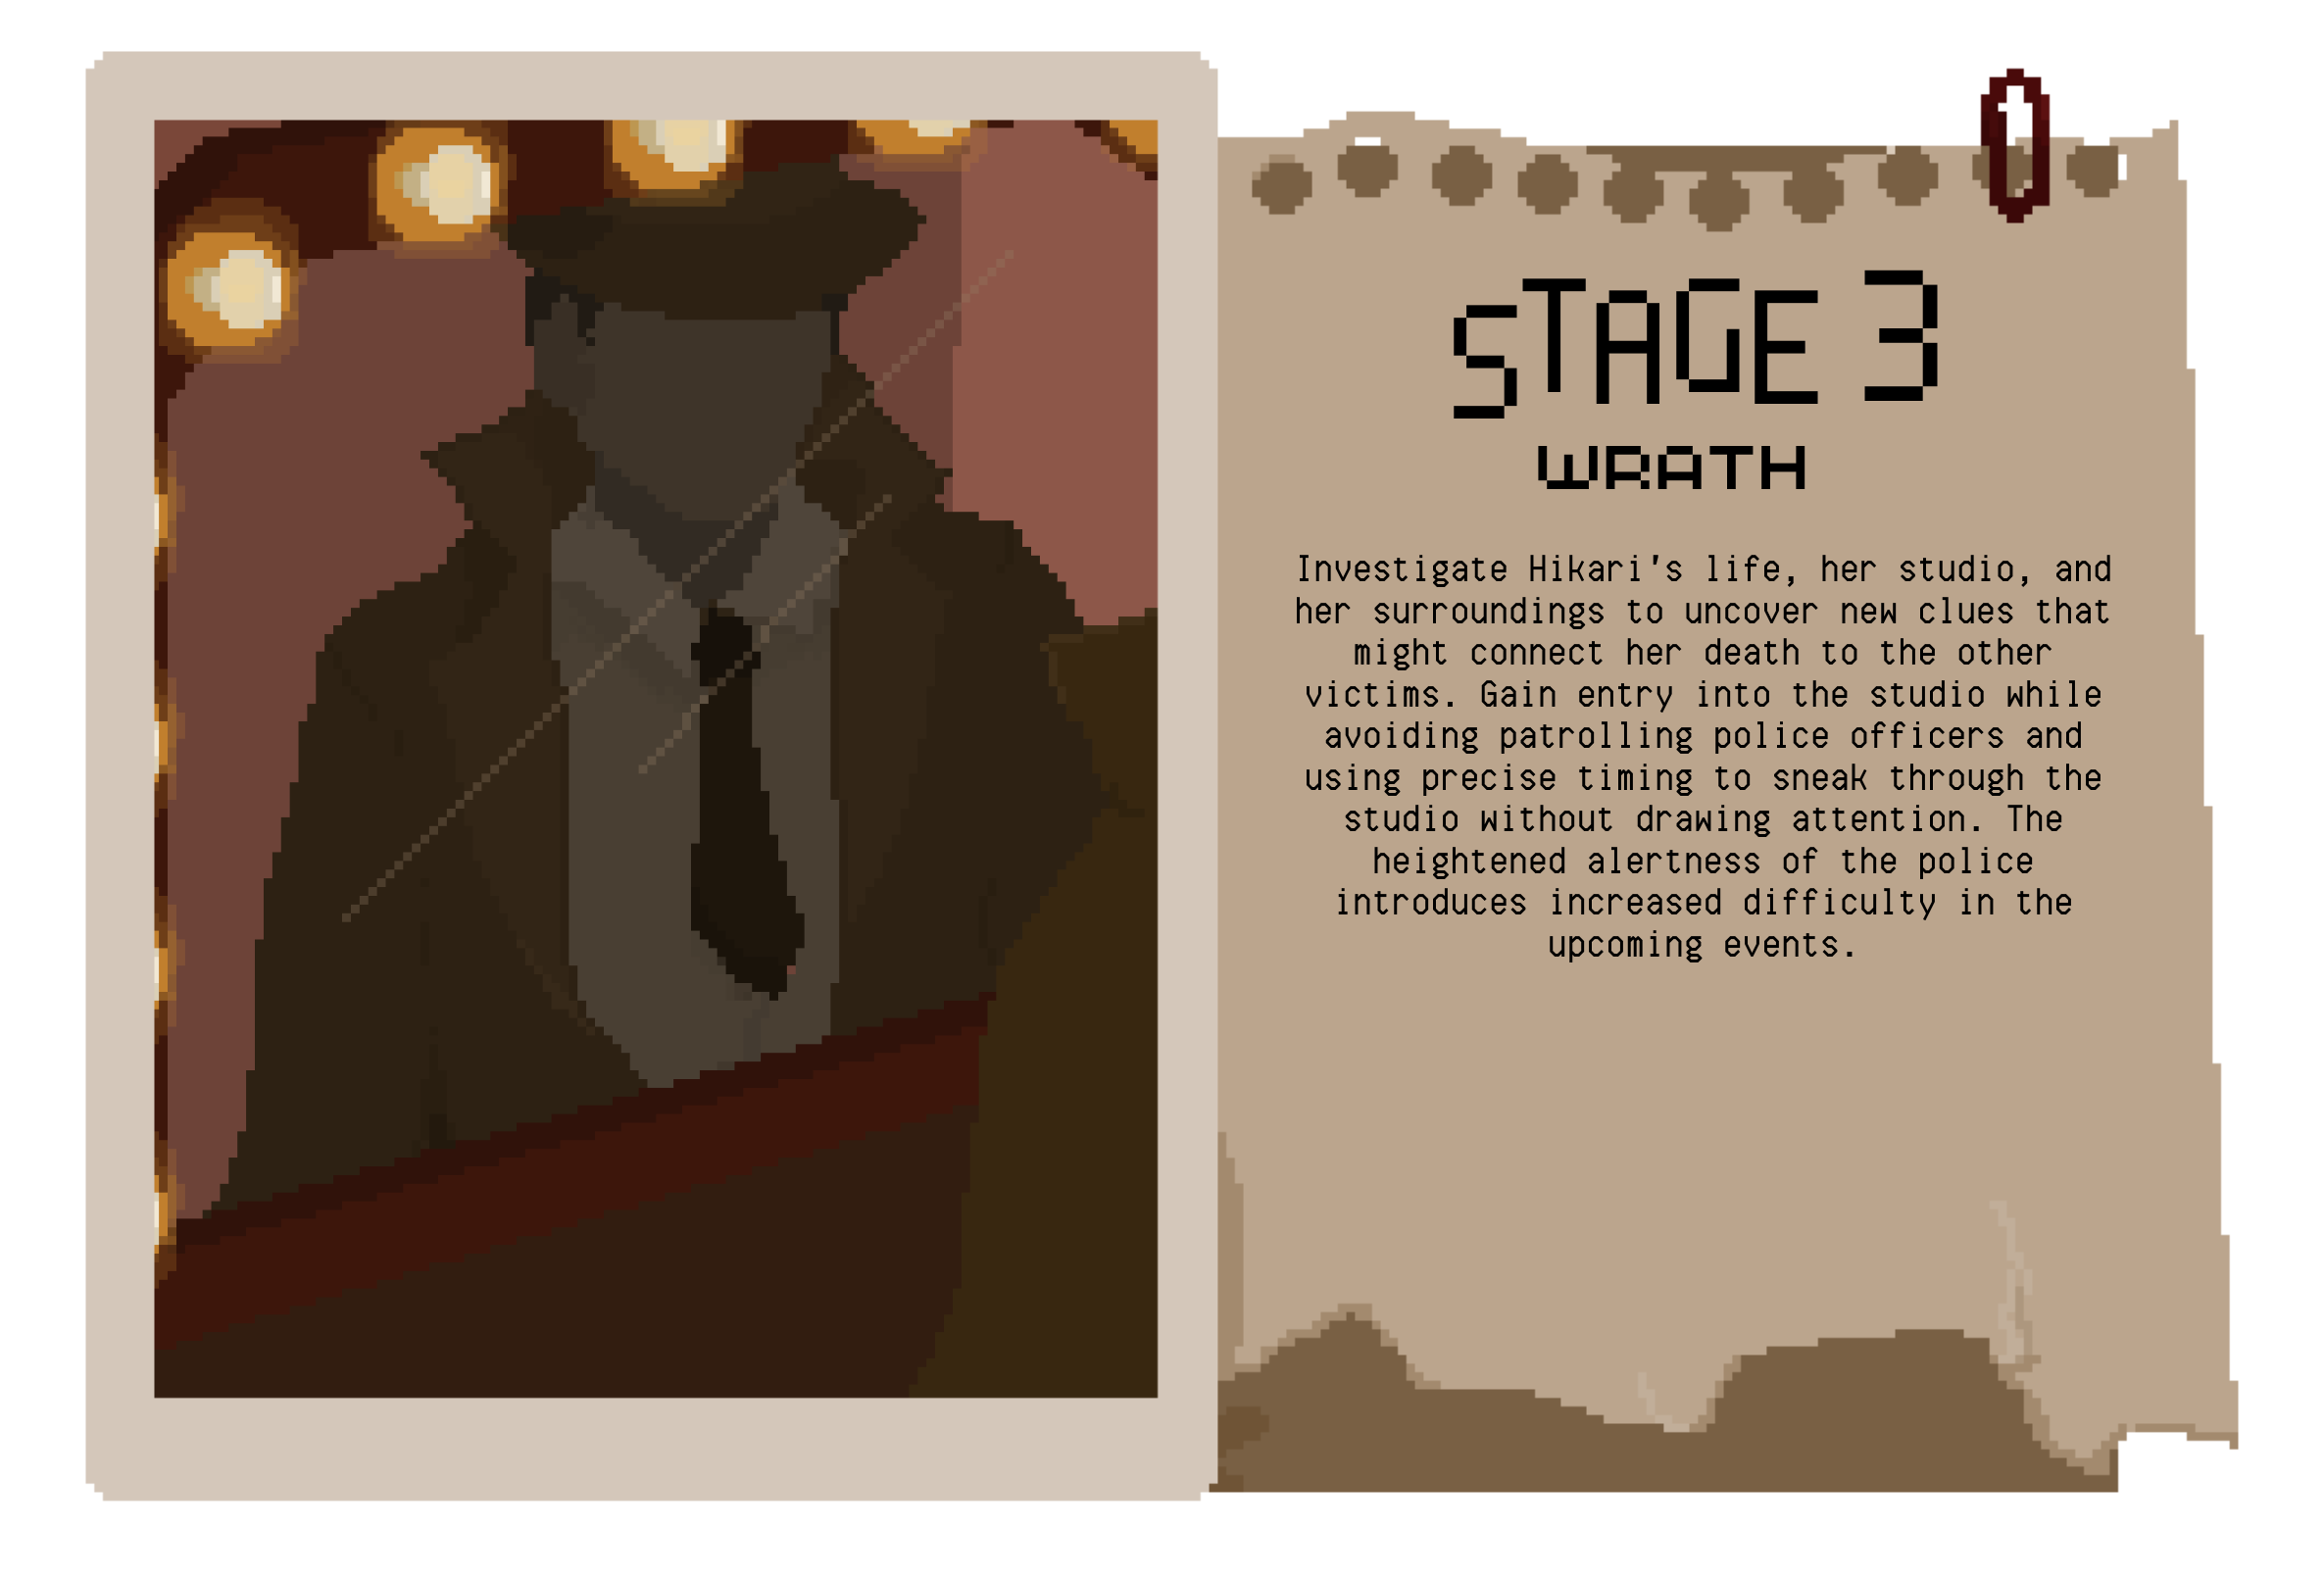 STAGE 3
WRATH
Investigate Hikari's life, her studio, and
her surroundings to uncover new clues that
might connect her death to the other
victims. Gain entry into the studio while
avoiding patrolling police officers and
using precise timing to sneak through the
studio without drawing attention. The
heightened alertness of the police
introduces increased difficulty in the
upcoming events.